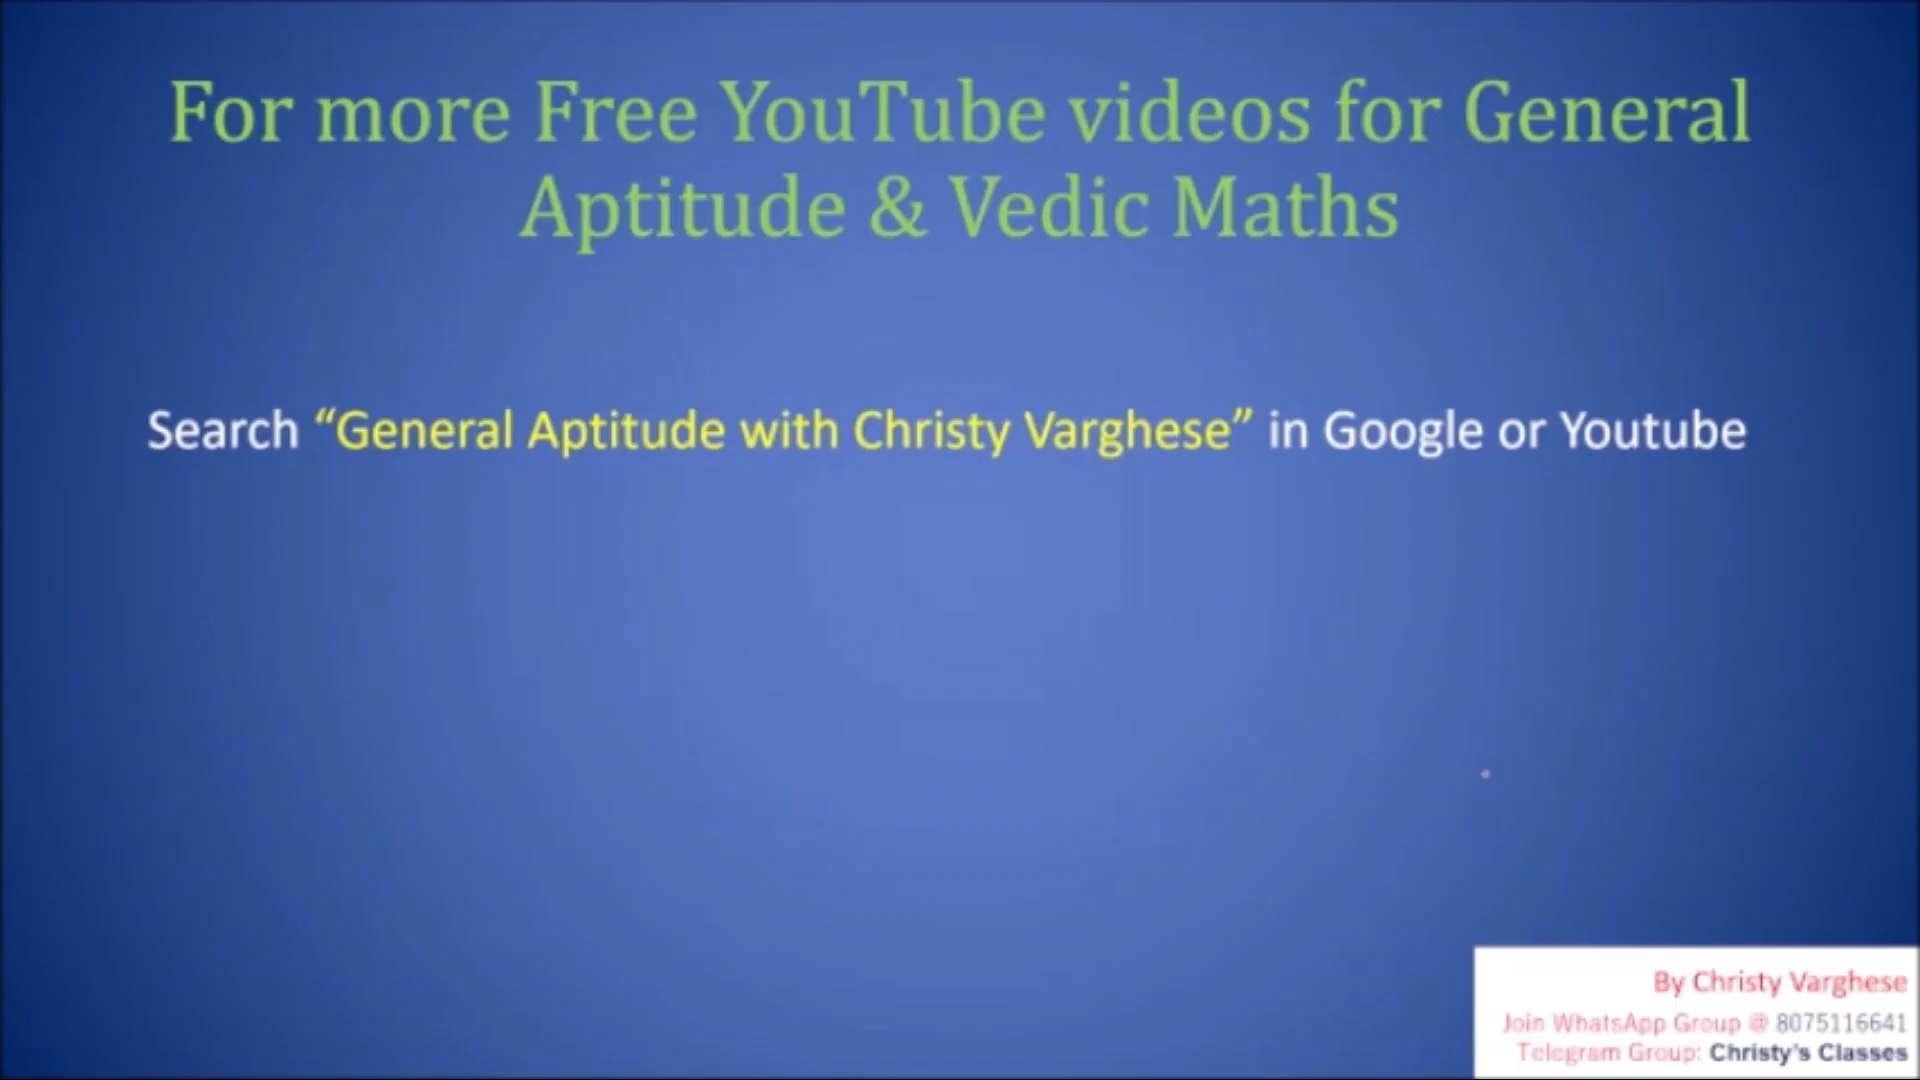 For more Free YouTube videos for General
Aptitude & Vedic Maths
Search “General Aptitude with Christy Varghese” in Google or Youtube
By Christy Varghese
Join WhatsApp Group @ 8075116641
Telegram Group: Christy's Classes